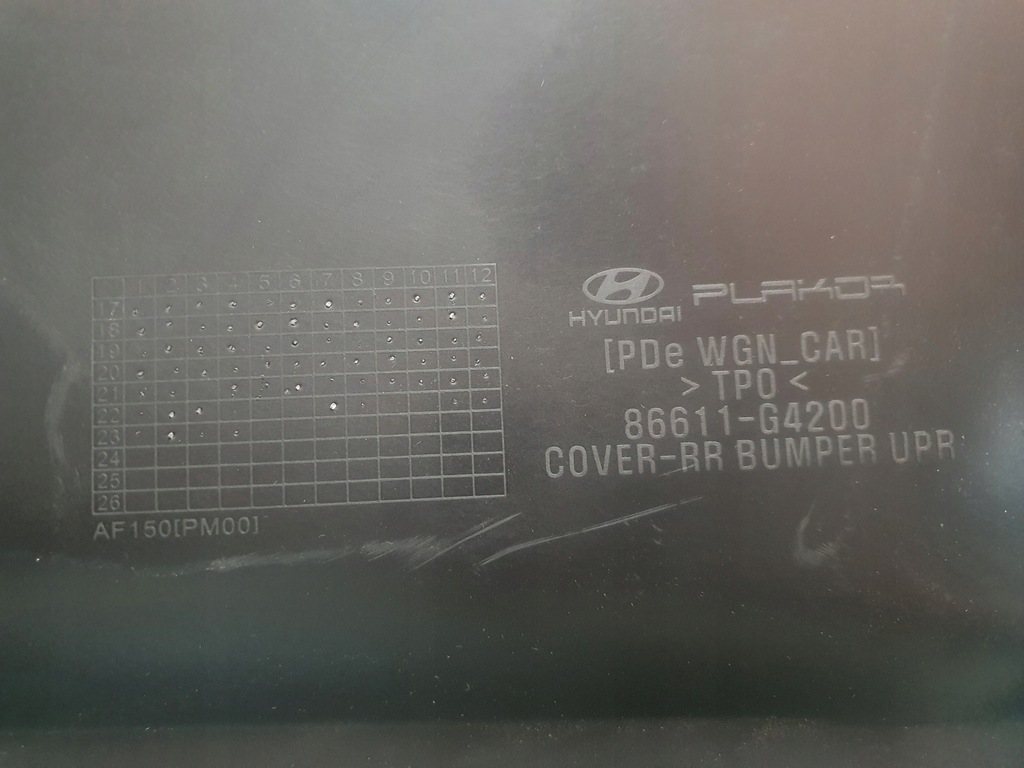 1 2 3 4 5 6 7 8 9 10 11 12
17
18
19
20
21
22
23
24
25
26
AF150[PM00]
HYUNDAI PLAKOR
[PDe WGN_CAR]
>TPO<
86611-G4200
COVER-RR BUMPER UPR